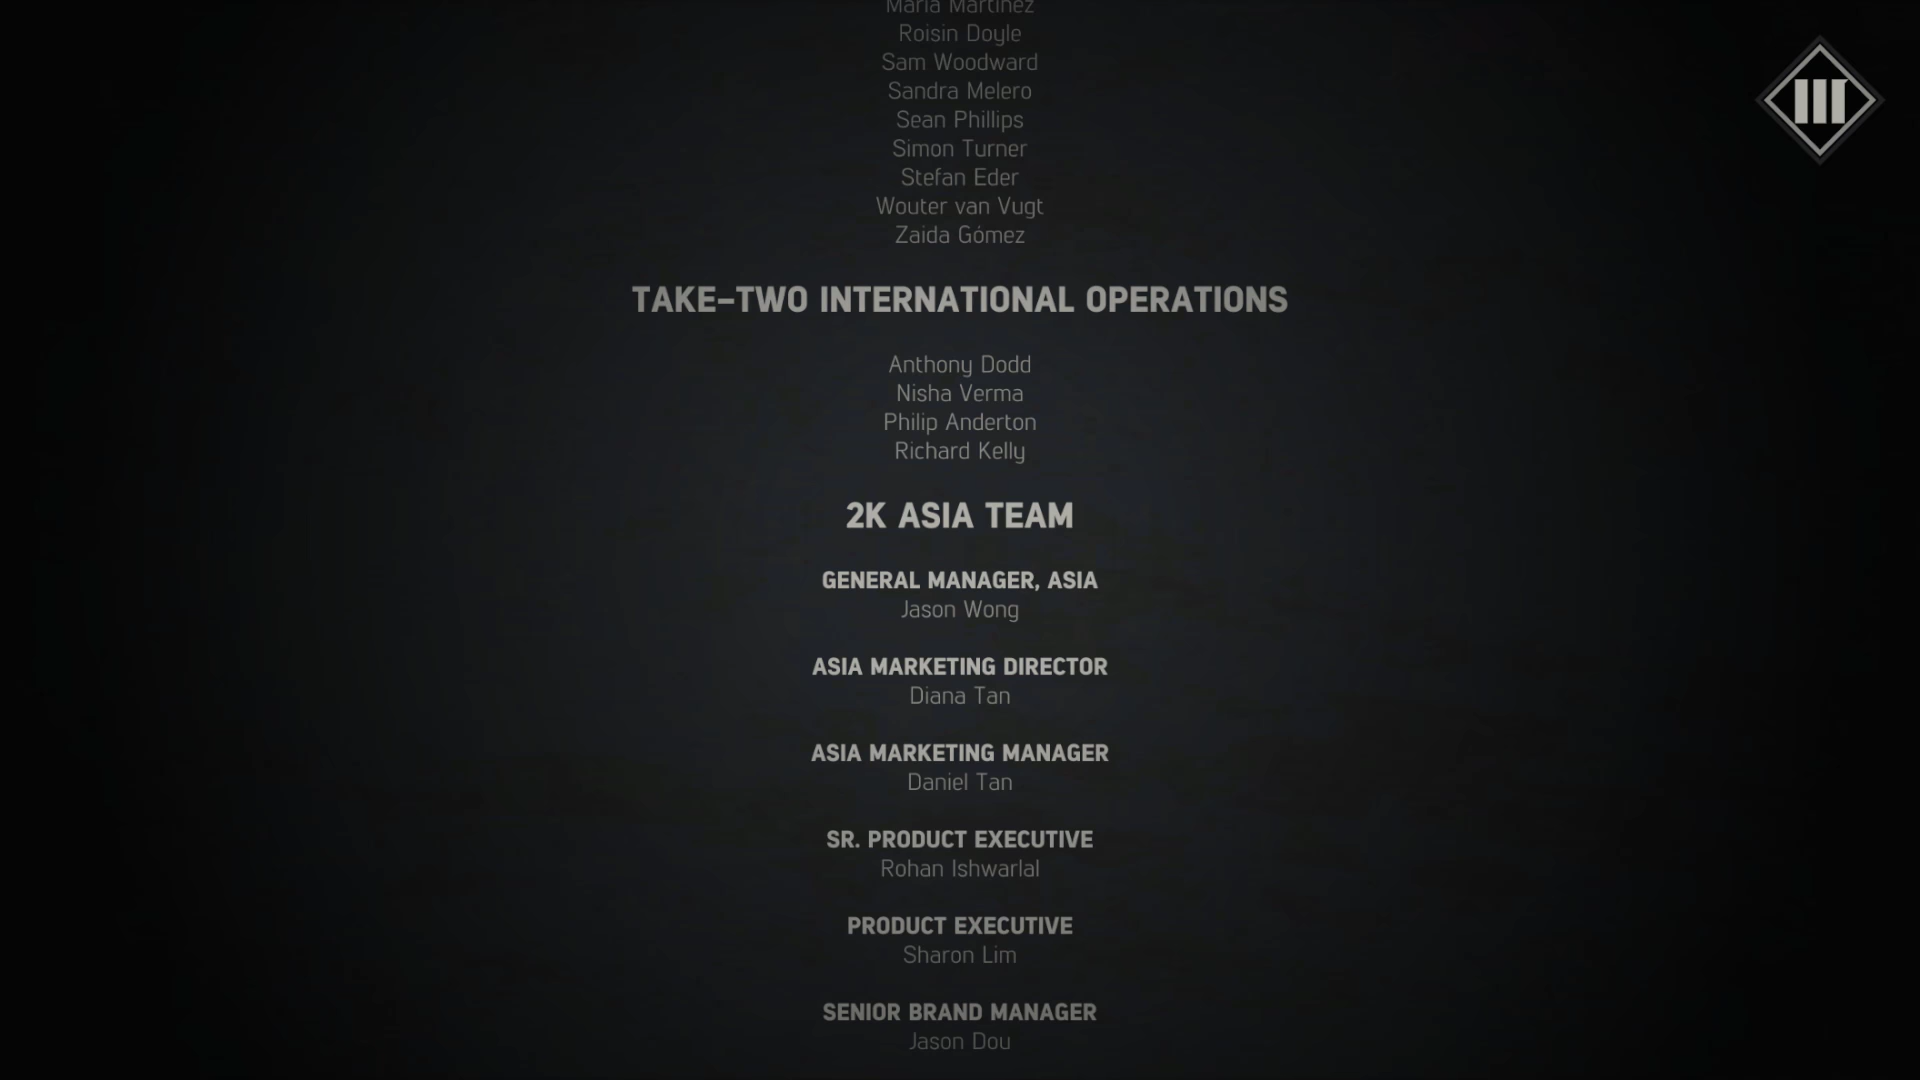 Maria Martinez
Roisin Doyle
Sam Woodward
Sandra Melero
Sean Phillips
Simon Turner
Stefan Eder
Wouter van Vugt
Zaida Gómez
TAKE-TWO INTERNATIONAL OPERATIONS
Anthony Dodd
Nisha Verma
Philip Anderton
Richard Kelly
2K ASIA TEAM
GENERAL MANAGER, ASIA
Jason Wong
ASIA MARKETING DIRECTOR
Diana Tan
ASIA MARKETING MANAGER
Daniel Tan
SR. PRODUCT EXECUTIVE
Rohan Ishwarlal
PRODUCT EXECUTIVE
Sharon Lim
SENIOR BRAND MANAGER
Jason Dou
III